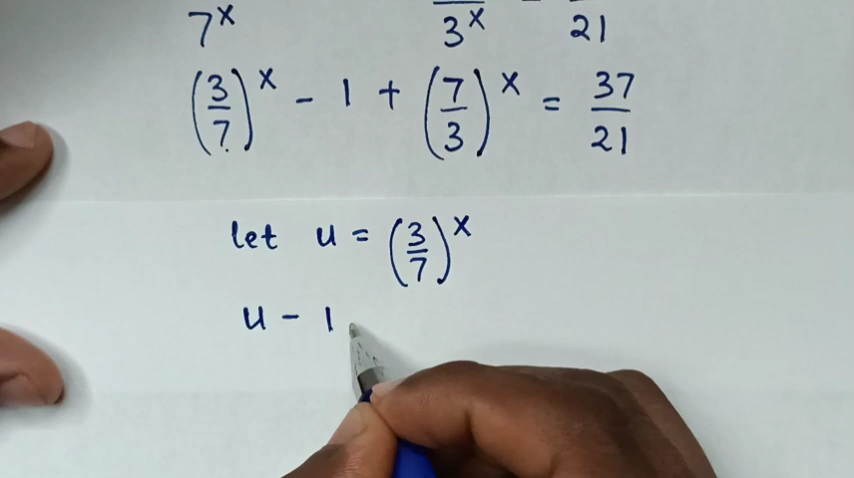 7^x 3^x 21
(3/7)^x - 1 + (7/3)^x = 37/21
let u = (3/7)^x
u - 1